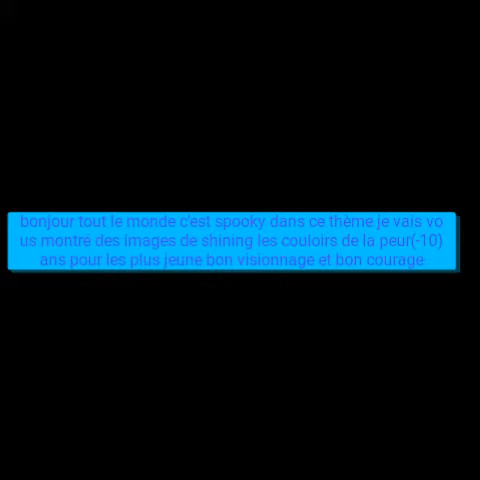 bonjour tout le monde c'est spooky dans ce thème je vais vo
us montré des images de shining les couloirs de la peur(-10)
ans pour les plus jeune bon visionnage et bon courage